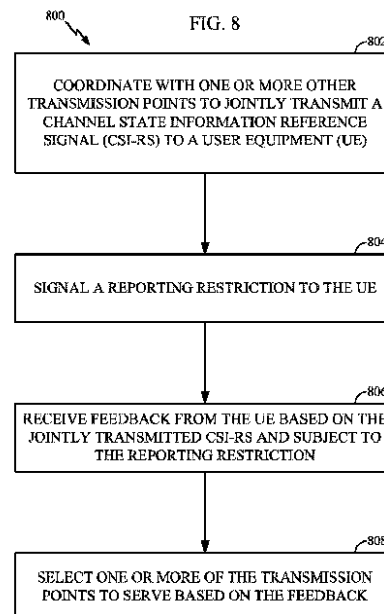 800
FIG. 8
802
COORDINATE WITH ONE OR MORE OTHER
TRANSMISSION POINTS TO JOINTLY TRANSMIT A
CHANNEL STATE INFORMATION REFERENCE
SIGNAL (CSI-RS) TO A USER EQUIPMENT (UE)
804
SIGNAL A REPORTING RESTRICTION TO THE UE
806
RECEIVE FEEDBACK FROM THE UE BASED ON THE
JOINTLY TRANSMITTED CSI-RS AND SUBJECT TO
THE REPORTING RESTRICTION
808
SELECT ONE OR MORE OF THE TRANSMISSION
POINTS TO SERVE BASED ON THE FEEDBACK